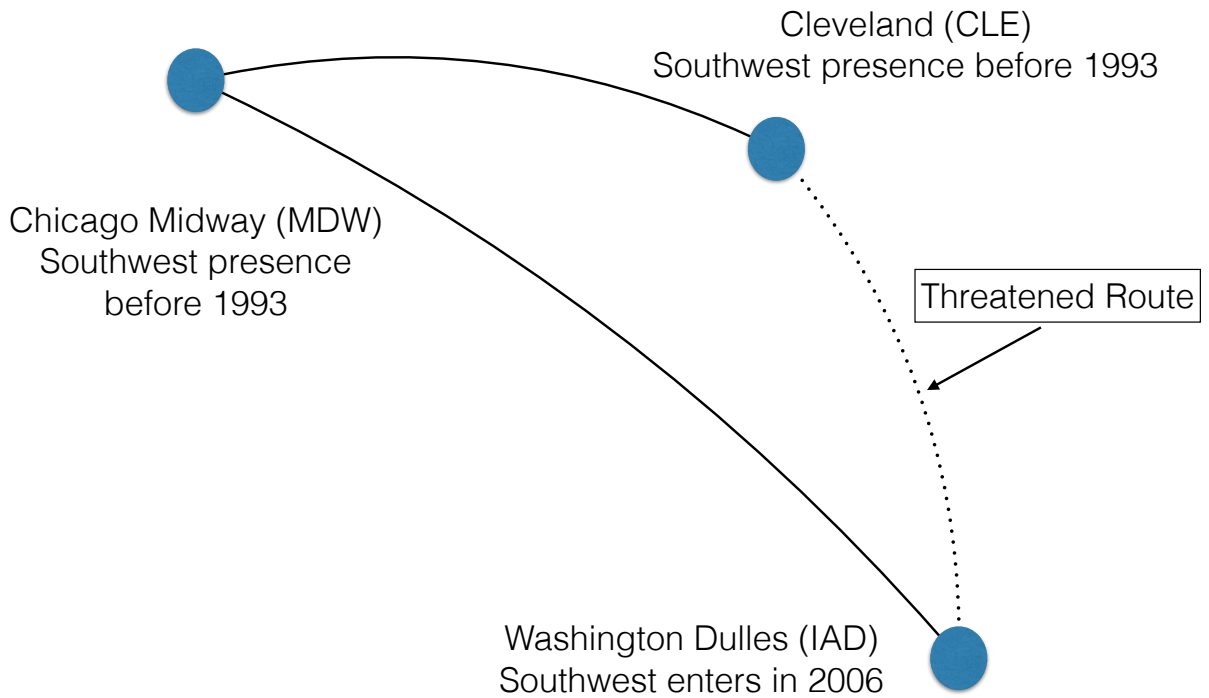 Cleveland (CLE)
Southwest presence before 1993
Chicago Midway (MDW)
Southwest presence
before 1993
Threatened Route
Washington Dulles (IAD)
Southwest enters in 2006